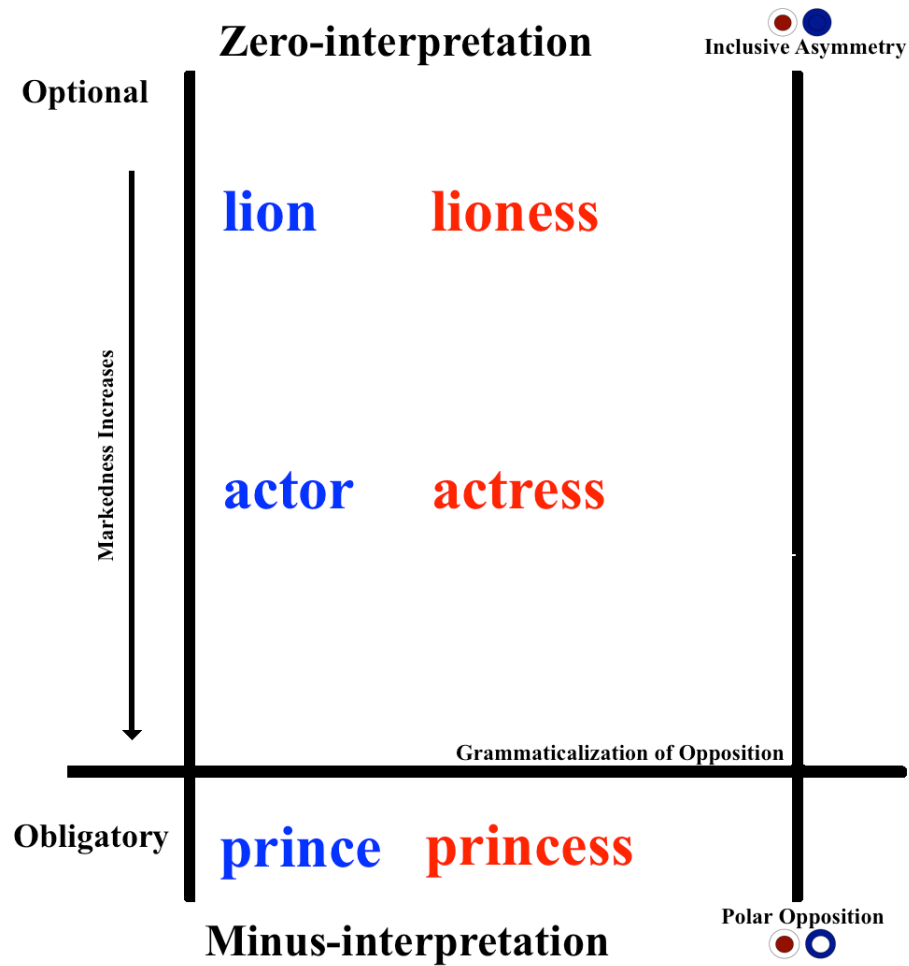 Zero-interpretation
Inclusive Asymmetry
Optional
lion lioness
Markedness Increases
actor actress
Grammaticalization of Opposition
Obligatory
prince princess
Polar Opposition
Minus-interpretation